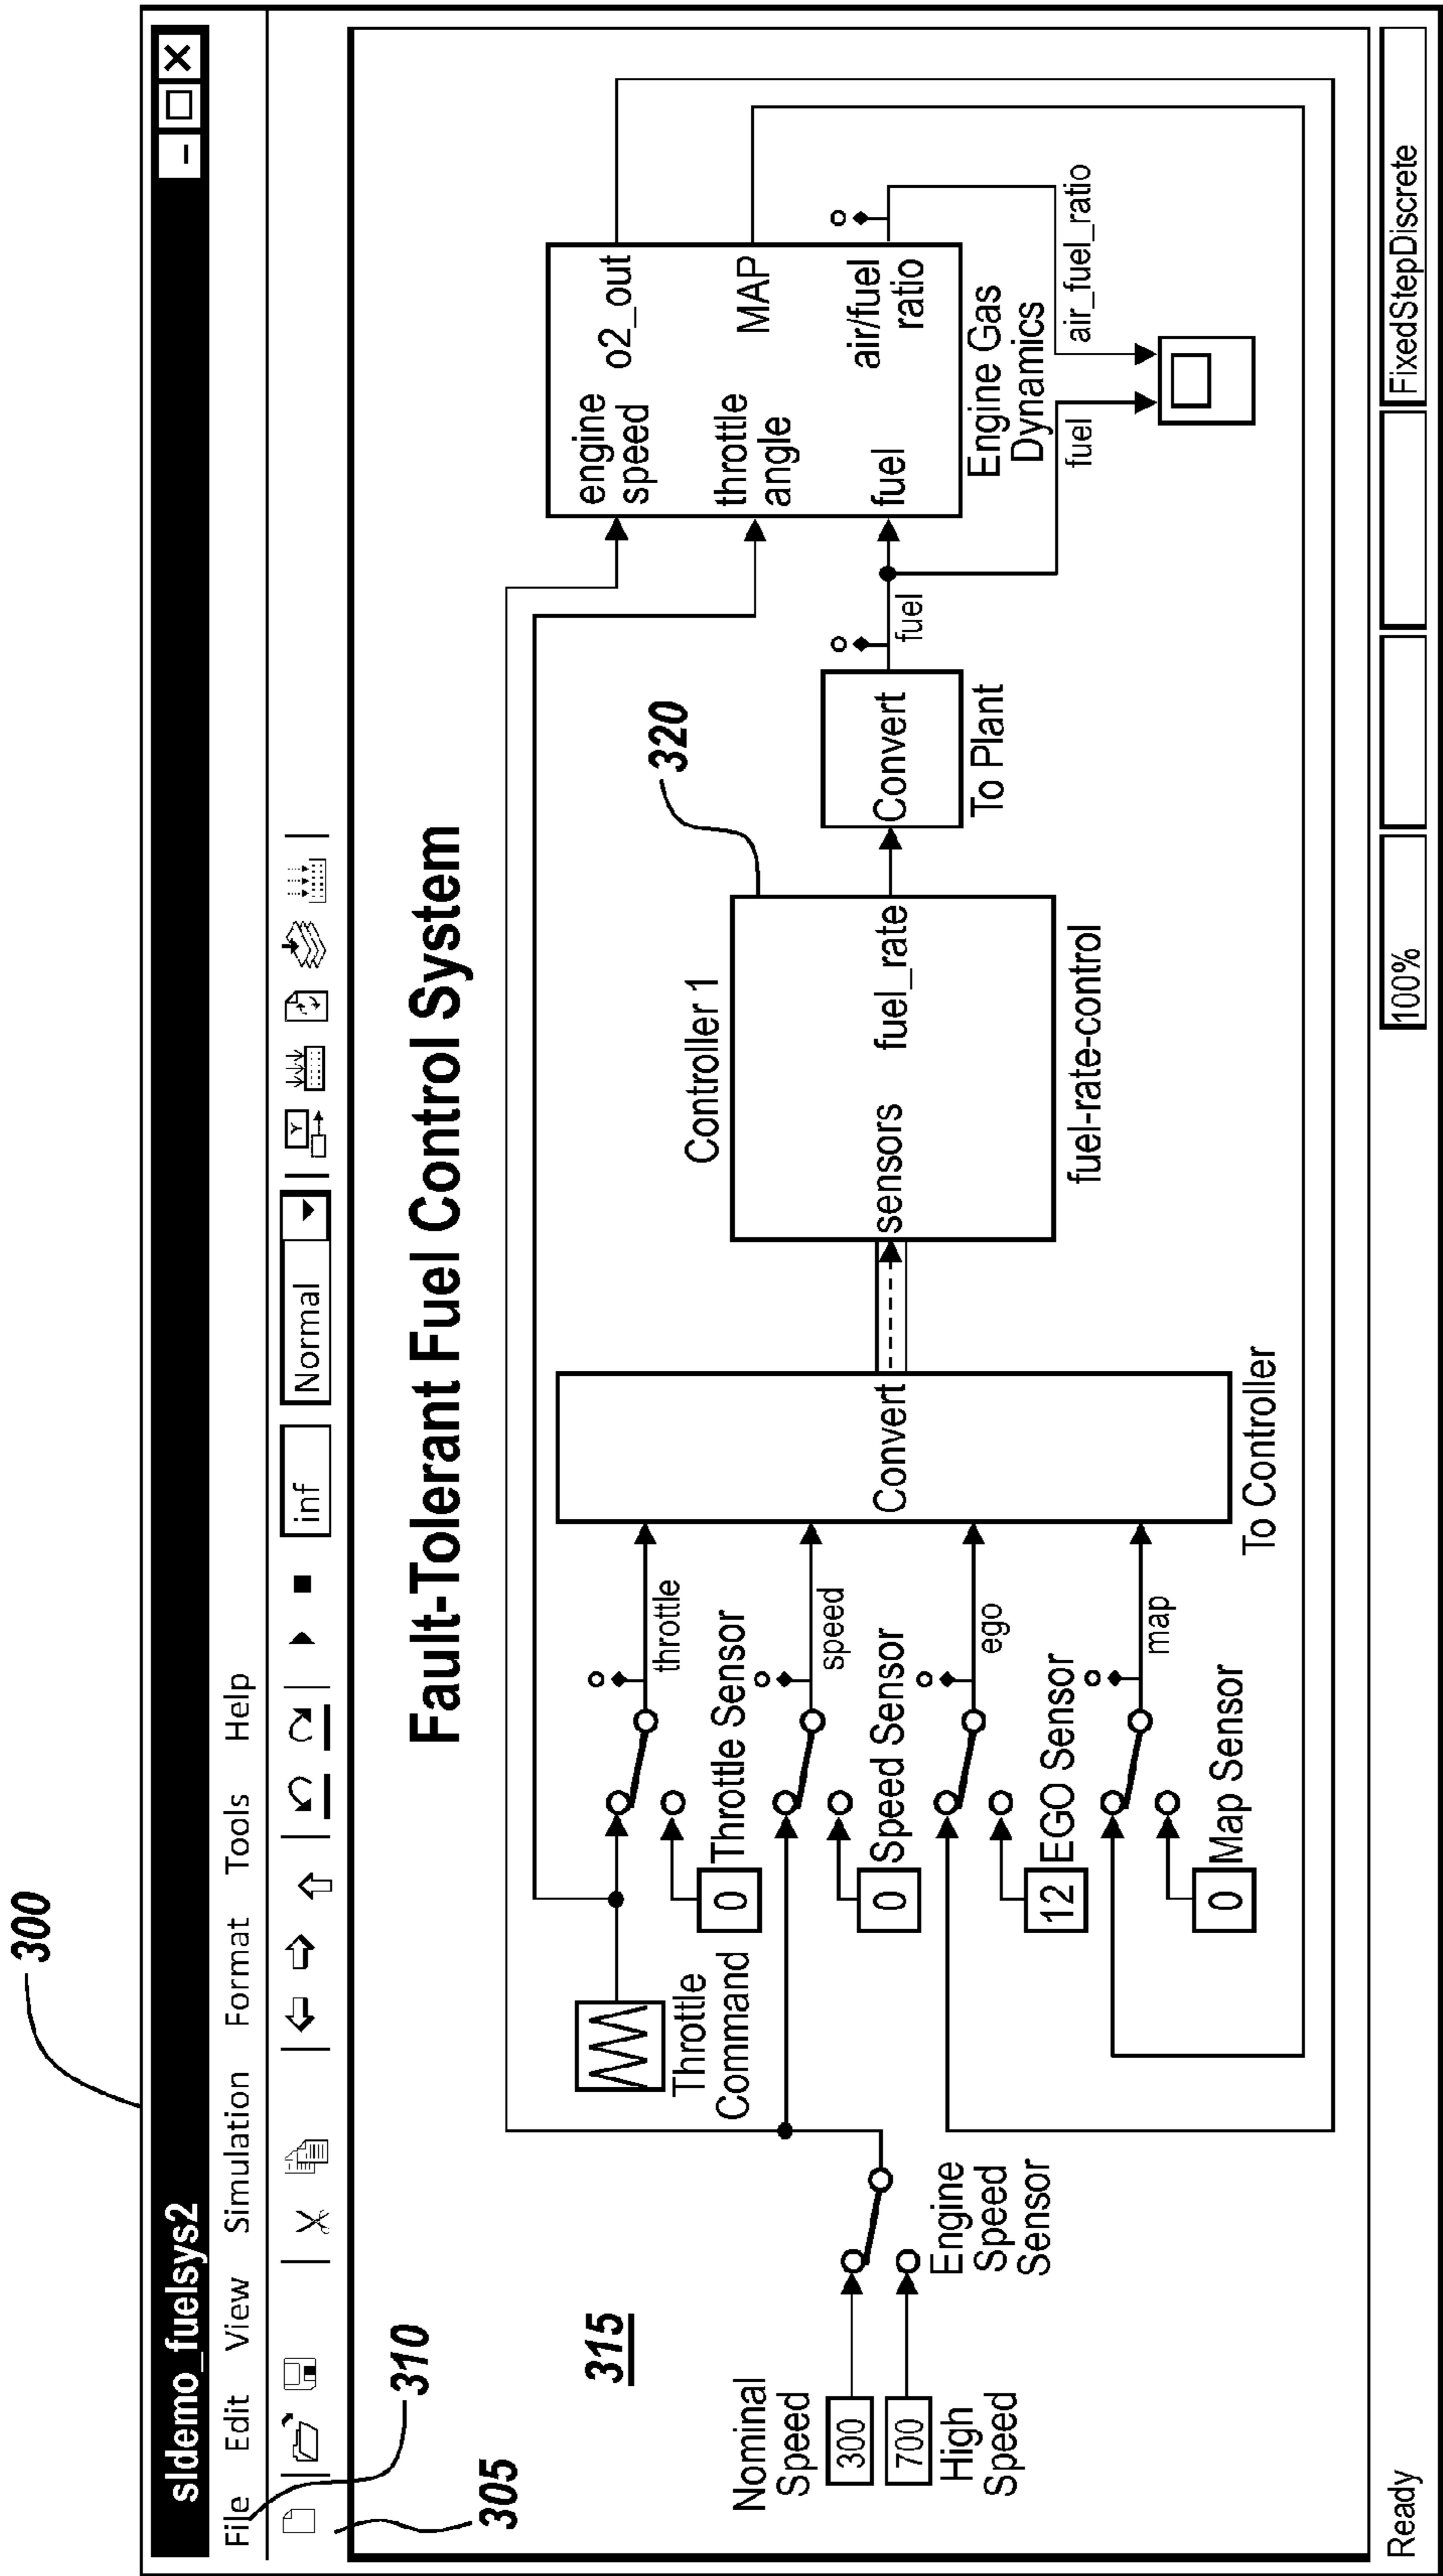 300
sldemo_fuelsys2
File Edit View Simulation Format Tools Help
inf
Normal
Y
305
310
Fault-Tolerant Fuel Control System
315
Nominal
Speed
300
700
High
Speed
Engine
Speed
Sensor
Throttle
Command
0
Throttle Sensor
throttle
0
Speed Sensor
speed
12
EGO Sensor
ego
0
Map Sensor
map
Convert
To Controller
Controller 1
sensors
fuel_rate
fuel-rate-control
320
Convert
To Plant
fuel
engine
speed
o2_out
throttle
angle
MAP
fuel
air/fuel
ratio
Engine Gas
Dynamics
fuel
air_fuel_ratio
Ready
100%
FixedStepDiscrete